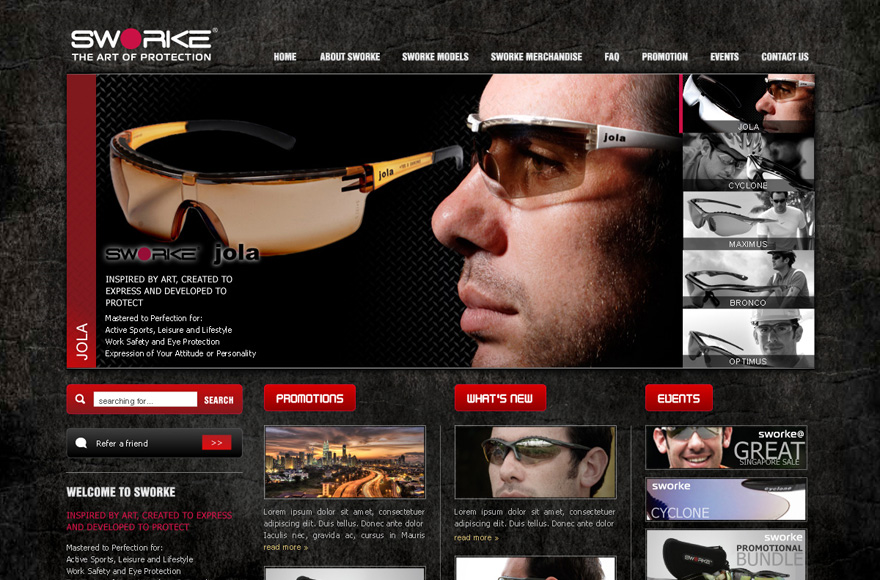 SWORKE®
THE ART OF PROTECTION
HOME ABOUT SWORKE SWORKE MODELS SWORKE MERCHANDISE FAQ PROMOTION EVENTS CONTACT US
JOLA
jola
SWORKE jola
INSPIRED BY ART, CREATED TO
EXPRESS AND DEVELOPED TO
PROTECT
Mastered to Perfection for:
Active Sports, Leisure and Lifestyle
Work Safety and Eye Protection
Expression of Your Attitude or Personality
jola
JOLA
CYCLONE
MAXIMUS
BRONCO
OPTIMUS
searching for... SEARCH
Refer a friend >>
WELCOME TO SWORKE
INSPIRED BY ART, CREATED TO EXPRESS
AND DEVELOPED TO PROTECT
Mastered to Perfection for:
Active Sports, Leisure and Lifestyle
Work Safety and Eye Protection
PROMOTIONS
Lorem ipsum dolor sit amet, consectetuer
adipiscing elit. Duis tellus. Donec ante dolor
Iaculis nec, gravida ac, cursus in Mauris
read more »
WHAT'S NEW
Lorem ipsum dolor sit amet, consectetuer
adipiscing elit. Duis tellus. Donec ante dolor
read more »
EVENTS
sworke@
GREAT
SINGAPORE SALE
sworke
CYCLONE
sworke
PROMOTIONAL
BUNDLE
SWORKE